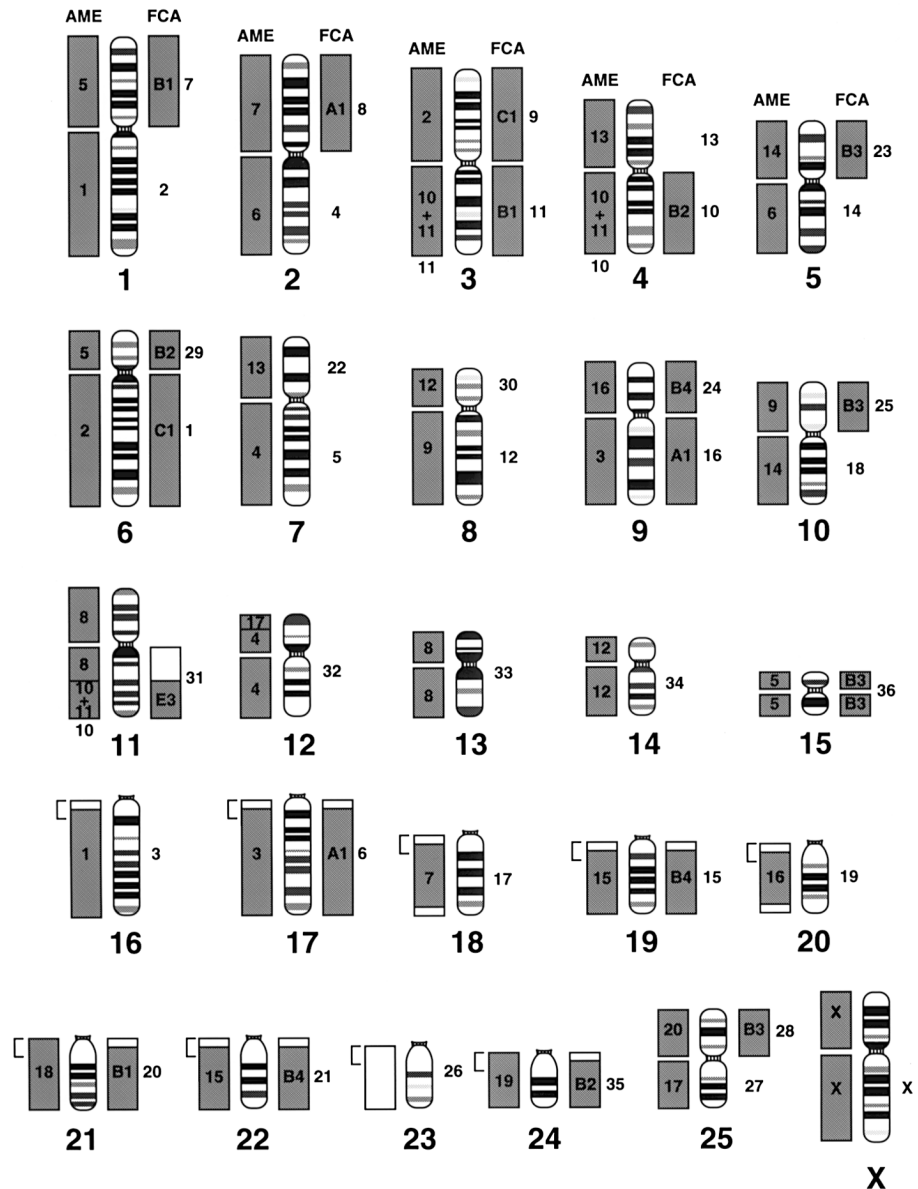 AME FCA
5 B1 7
1 2
1
AME FCA
7 A1 8
6 4
2
AME FCA
2 C1 9
10
+
11 B1 11
11
3
AME FCA
13 13
10
+
11 B2 10
10
4
AME FCA
14 B3 23
6 14
5
5 B2 29
2 C1 1
6
13 22
4 5
7
12 30
9 12
8
16 B4 24
3 A1 16
9
9 B3 25
14 18
10
8
8 31
10
+
11 E3
10
11
17
4 32
4
12
8 33
8
13
12
12 34
14
5 B3 36
5 B3
15
1 3
16
3 A1 6
17
7 17
18
15 B4 15
19
16 19
20
18 B1 20
21
15 B4 21
22
26
23
19 B2 35
24
20 B3 28
17 27
25
X
X X
X